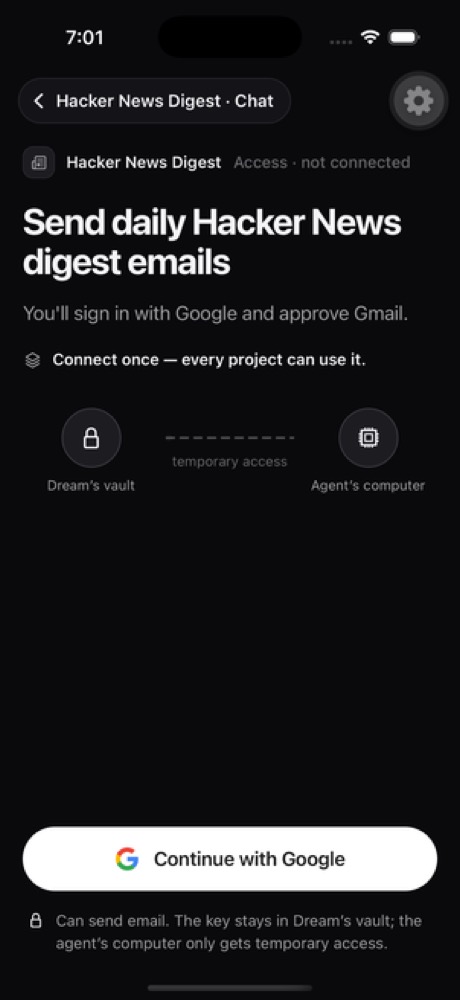 7:01
Hacker News Digest · Chat
Hacker News Digest Access · not connected
Send daily Hacker News
digest emails
You'll sign in with Google and approve Gmail.
Connect once — every project can use it.
temporary access
Dream's vault
Agent's computer
Continue with Google
Can send email. The key stays in Dream's vault; the
agent's computer only gets temporary access.